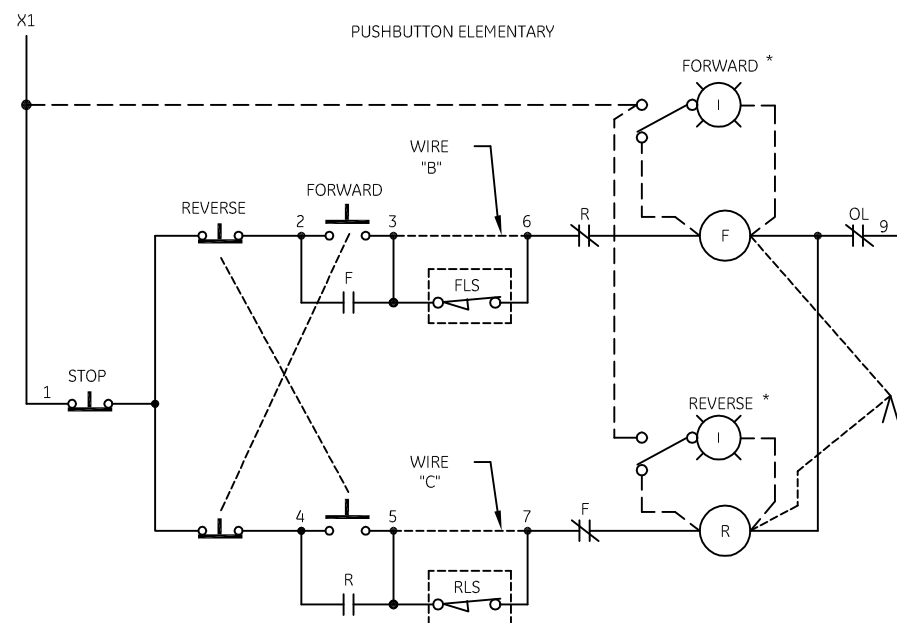 X1
PUSHBUTTON ELEMENTARY
FORWARD *
I
WIRE
"B"
REVERSE
FORWARD
2
3
6
R
F
OL
9
F
FLS
STOP
1
REVERSE *
I
WIRE
"C"
4
5
7
F
R
R
RLS